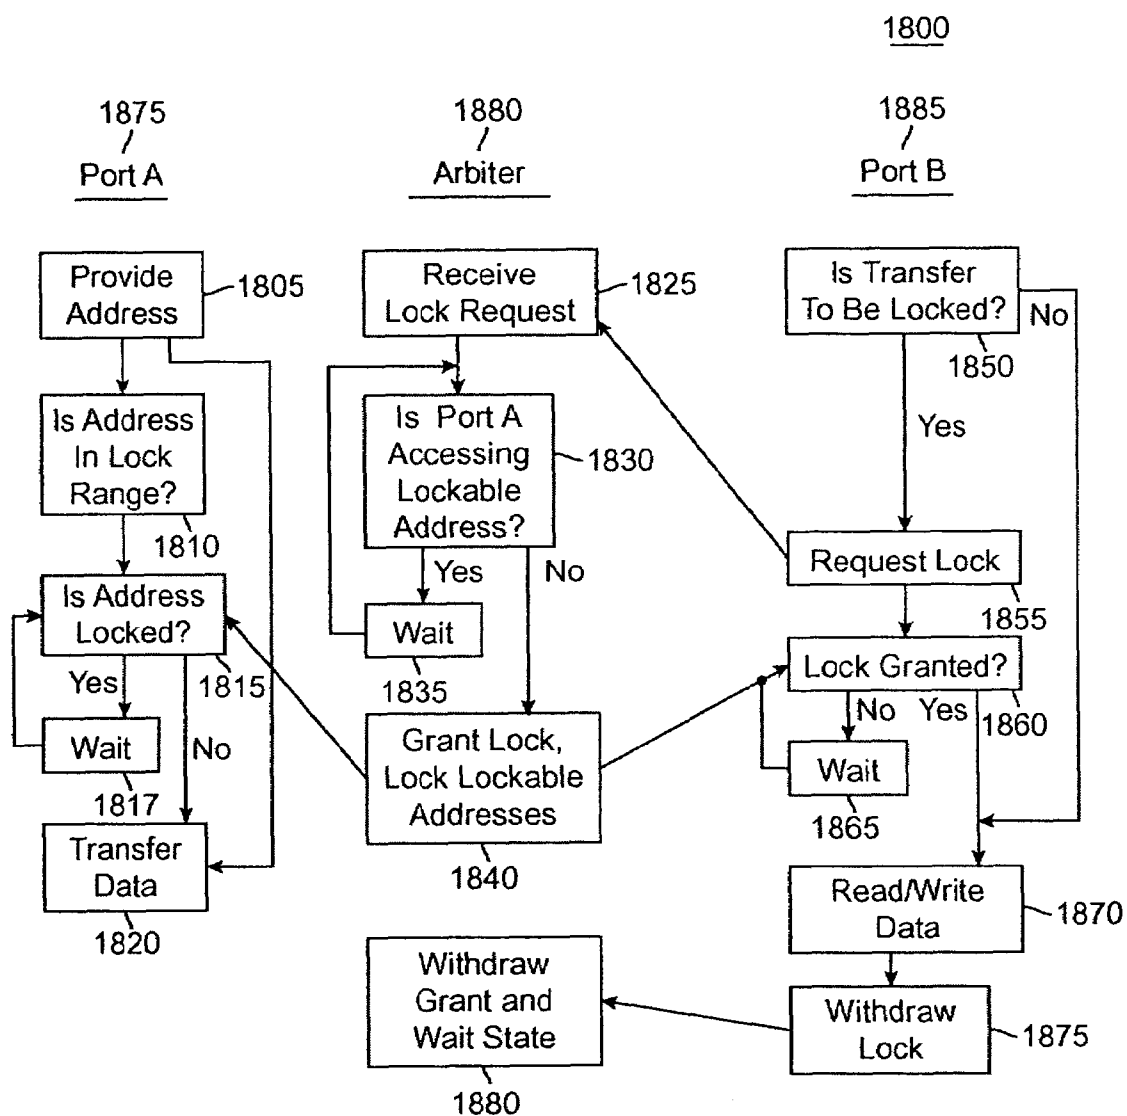 1800
1875
Port A
1880
Arbiter
1885
Port B
Provide
Address
1805
Is Address
In Lock
Range?
1810
Is Address
Locked?
1815
Yes
No
Wait
1817
Transfer
Data
1820
Receive
Lock Request
1825
Is Port A
Accessing
Lockable
Address?
1830
Yes
No
Wait
1835
Grant Lock,
Lock Lockable
Addresses
1840
Withdraw
Grant and
Wait State
1880
Is Transfer
To Be Locked?
No
1850
Yes
Request Lock
1855
Lock Granted?
1860
No
Yes
Wait
1865
Read/Write
Data
1870
Withdraw
Lock
1875